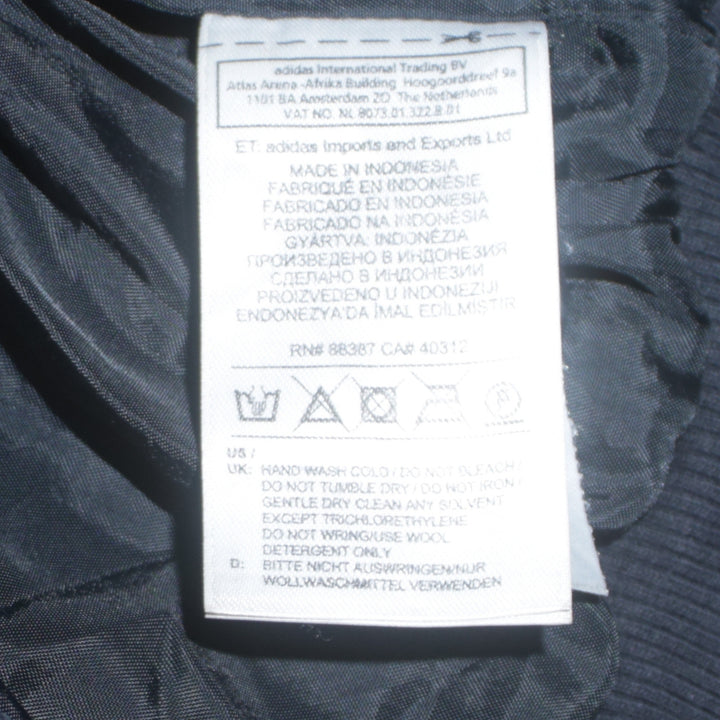 adidas International Trading BV
Atlas Arena -Afrika Building Hoogoorddreef 9a
1101 BA Amsterdam ZO The Netherlands
VAT NO. NL 8073.01.322.B.01
ET: adidas Imports and Exports Ltd
MADE IN INDONESIA
FABRIQUÉ EN INDONÉSIE
FABRICADO EN INDONESIA
FABRICADO NA INDONÉSIA
GYÁRTVA: INDONÉZIA
ПРОИЗВЕДЕНО В ИНДОНЕЗИЯ
СДЕЛАНО В ИНДОНЕЗИИ
PROIZVEDENO U INDONEZIJI
ENDONEZYA'DA İMAL EDİLMİŞTİR
RN# 88387 CA# 40312
US /
UK: HAND WASH COLD / DO NOT BLEACH /
DO NOT TUMBLE DRY / DO NOT IRON /
GENTLE DRY CLEAN ANY SOLVENT
EXCEPT TRICHLORETHYLENE
DO NOT WRING/USE WOOL
DETERGENT ONLY
D: BITTE NICHT AUSWRINGEN/NUR
WOLLWASCHMITTEL VERWENDEN